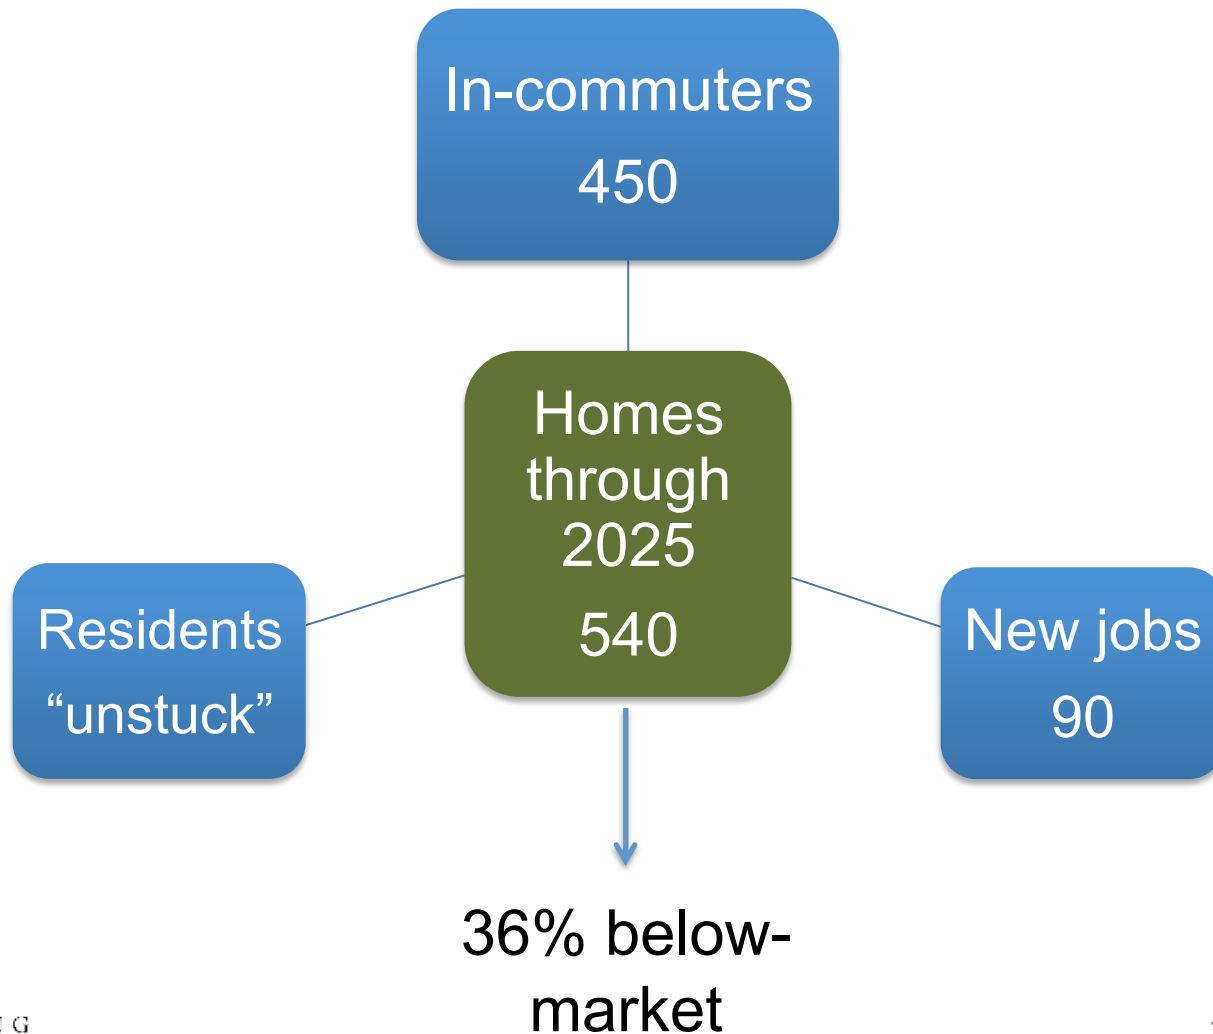 In-commuters
450
Homes
through
2025
540
Residents
“unstuck”
New jobs
90
36% below-
market
G